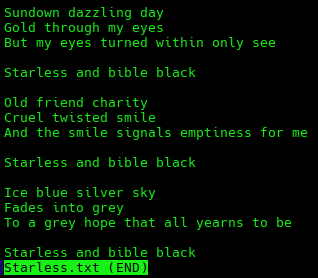 Sundown dazzling day
Gold through my eyes
But my eyes turned within only see
Starless and bible black
Old friend charity
Cruel twisted smile
And the smile signals emptiness for me
Starless and bible black
Ice blue silver sky
Fades into grey
To a grey hope that all yearns to be
Starless and bible black
Starless.txt (END)